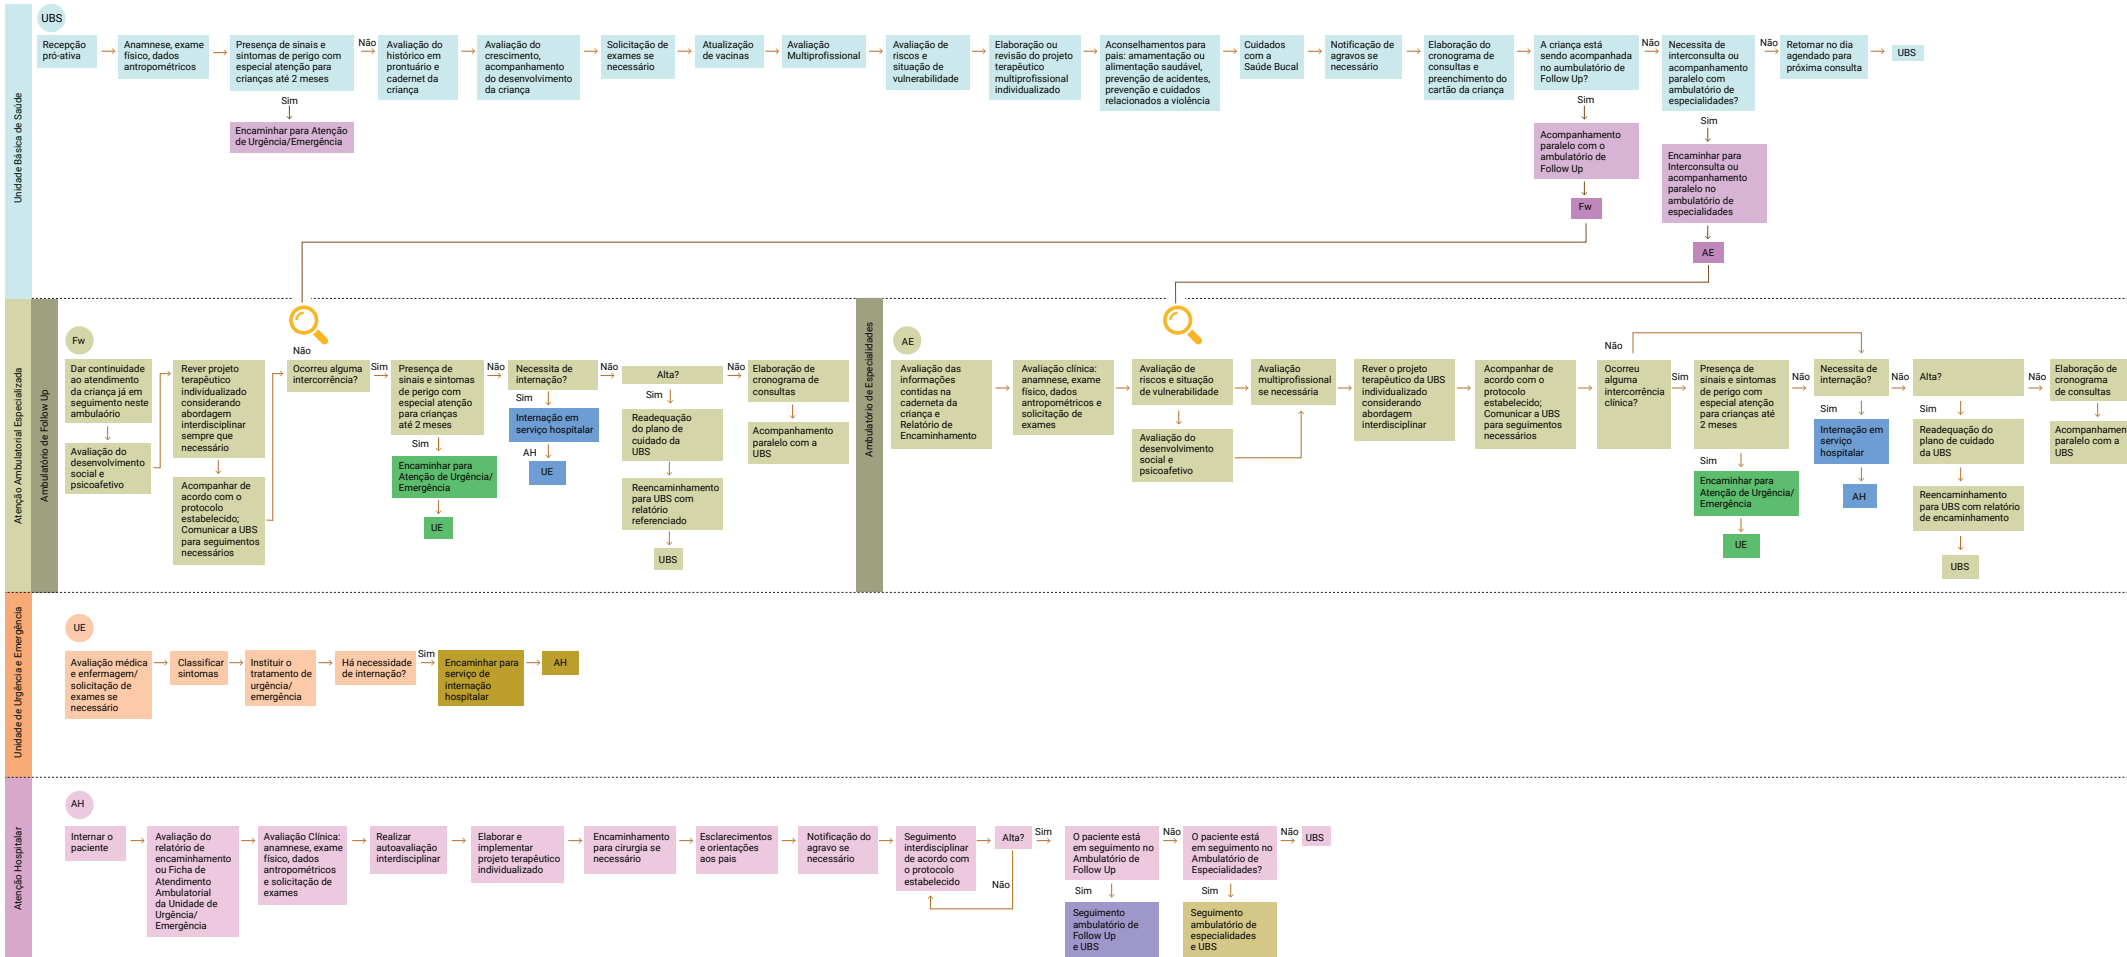 Unidade Básica de Saúde
UBS
Recepção
pró-ativa
Anamnese, exame
físico, dados
antropométricos
Presença de sinais e
sintomas de perigo com
especial atenção para
crianças até 2 meses
Sim
Encaminhar para Atenção
de Urgência/Emergência
Não
Avaliação do
histórico em
prontuário e
cadernet da
criança
Avaliação do
crescimento,
acompanhamento
do desenvolvimento
da criança
Solicitação de
exames se
necessário
Atualização
de vacinas
Avaliação
Multiprofissional
Avaliação de
riscos e
situação de
vulnerabilidade
Elaboração ou
revisão do projeto
terapêutico
multiprofissional
individualizado
Aconselhamentos para
pais: amamentação ou
alimentação saudável,
prevenção de acidentes,
prevenção e cuidados
relacionados a violência
Cuidados
com a
Saúde Bucal
Notificação de
agravos se
necessário
Elaboração do
cronograma de
consultas e
preenchimento do
cartão da criança
A criança está
sendo acompanhada
no aumbulatório de
Follow Up?
Sim
Acompanhamento
paralelo com o
ambulatório de
Follow Up
Fw
Não
Necessita de
interconsulta ou
acompanhamento
paralelo com
ambulatório de
especialidades?
Sim
Encaminhar para
Interconsulta ou
acompanhamento
paralelo no
ambulatório de
especialidades
AE
Não
Retornar no dia
agendado para
próxima consulta
UBS
Atenção Ambulatorial Especializada
Ambulatório de Follow Up
Fw
Dar continuidade
ao atendimento
da criança já em
seguimento neste
ambulaório
Avaliação do
desenvolvimento
social e
psicoafetivo
Rever projeto
terapêutico
individualizado
considerando
abordagem
interdisciplinar
sempre que
necessário
Acompanhar de
acordo com o
protocolo
estabelecido;
Comunicar a UBS
para seguimentos
necessários
Não
Ocorreu alguma
intercorrência?
Sim
Presença de
sinais e sintomas
de perigo com
especial atenção
para crianças
até 2 meses
Sim
Encaminhar para
Atenção de Urgência/
Emergência
UE
Não
Necessita de
internação?
Sim
Internação em
serviço hospitalar
AH
UE
Não
Alta?
Sim
Readequação
do plano de
cuidado da
UBS
Reencaminhamento
para UBS com
relatório
referenciado
UBS
Não
Elaboração de
cronograma de
consultas
Acompanhamento
paralelo com a
UBS
Ambulatório de Especialidades
AE
Avaliação das
informações
contidas na
caderneta da
criança e
Relatório de
Encaminhamento
Avaliação clínica:
anamnese, exame
físico, dados
antropométricos e
solicitação de
exames
Avaliação de
riscos e situação
de vulnerabilidade
Avaliação do
desenvolvimento
social e
psicoafetivo
Avaliação
multiprofissional
se necessária
Rever o projeto
terapêutico da UBS
individualizado
considerando
abordagem
interdisciplinar
Acompanhar de
acordo com o
protocolo
estabelecido;
Comunicar a UBS
para seguimentos
necessários
Não
Ocorreu
alguma
intercorrência
clínica?
Sim
Presença de
sinais e sintomas
de perigo com
especial atenção
para crianças até
2 meses
Sim
Encaminhar para
Atenção de Urgência/
Emergência
UE
Não
Necessita de
internação?
Sim
Internação em
serviço
hospitalar
AH
Não
Alta?
Sim
Readequação do
plano de cuidado
da UBS
Reencaminhamento
para UBS com relatório
de encaminhamento
UBS
Não
Elaboração de
cronograma
de consultas
Acompanhamen
paralelo com a
UBS
Unidade de Urgência e Emergência
UE
Avaliação médica
e enfermagem/
solicitação de
exames se
necessário
Classificar
sintomas
Instituir o
tratamento de
urgência/
emergência
Há necessidade
de internação?
Sim
Encaminhar para
serviço de
internação
hospitalar
AH
Atenção Hospitalar
AH
Internar o
paciente
Avaliação do
relatório de
encaminhamento
ou Ficha de
Atendimento
Ambulatorial
da Unidade de
Urgência/
Emergência
Avaliação Clínica:
anamnese, exame
físico, dados
antropométricos
e solicitação de
exames
Realizar
autoavaliação
interdisciplinar
Elaborar e
implementar
projeto terapêutico
individualizado
Encaminhamento
para cirurgia se
necessário
Esclarecimentos
e orientações
aos pais
Notificação do
agravo se
necessário
Seguimento
interdisciplinar
de acordo com
o protocolo
estabelecido
Alta?
Não
Sim
O paciente está
em seguimento no
Ambulatório de
Follow Up
Sim
Seguimento
ambulatório de
Follow Up
e UBS
Não
O paciente está
em seguimento no
Ambulatório de
Especialidades?
Sim
Seguimento
ambulatório de
especialidades
e UBS
Não
UBS